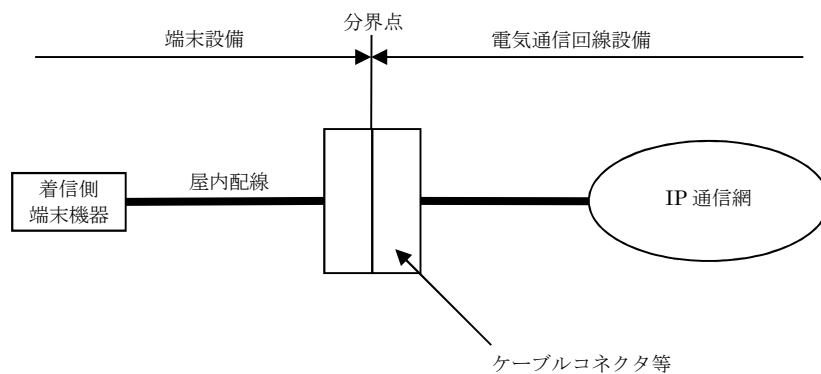 分界点
端末設備
電気通信回線設備
着信側
端末機器
屋内配線
IP 通信網
ケーブルコネクタ等